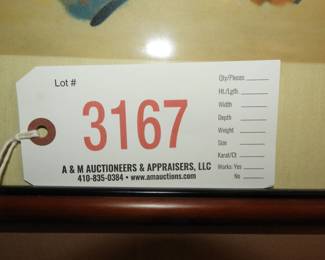 Lot #
3167
A & M AUCTIONEERS & APPRAISERS, LLC
410-835-0384 • www.amauctions.com
Qty/Pieces
Ht./Lgth.
Width
Depth
Weight
Size
Karat/Ct
Works: Yes
No